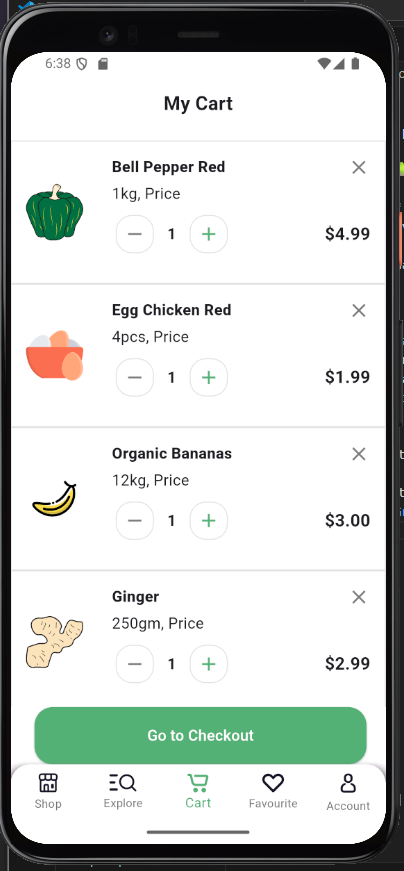 6:38
My Cart
Bell Pepper Red
1kg, Price
1
$4.99
Egg Chicken Red
4pcs, Price
1
$1.99
Organic Bananas
12kg, Price
1
$3.00
Ginger
250gm, Price
1
$2.99
Go to Checkout
Shop Explore Cart Favourite Account